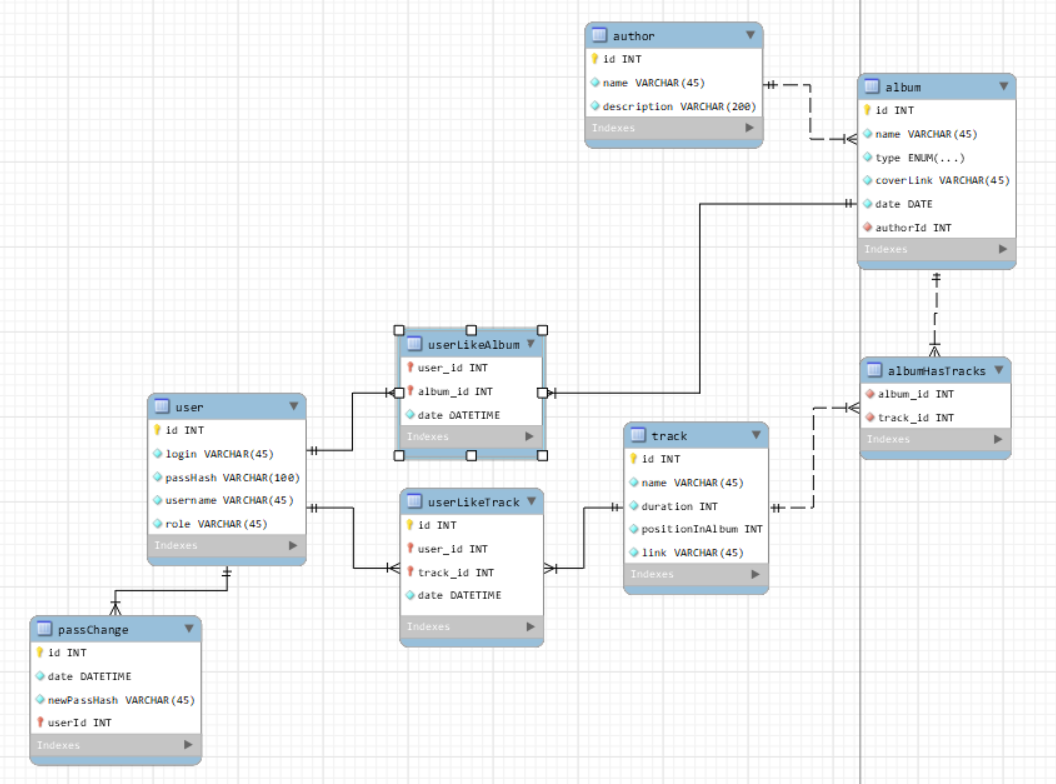 author
id INT
name VARCHAR(45)
description VARCHAR(200)
Indexes
album
id INT
name VARCHAR(45)
type ENUM(...)
coverLink VARCHAR(45)
date DATE
authorId INT
Indexes
userLikeAlbum
user_id INT
album_id INT
date DATETIME
Indexes
albumHasTracks
album_id INT
track_id INT
Indexes
user
id INT
login VARCHAR(45)
passHash VARCHAR(100)
username VARCHAR(45)
role VARCHAR(45)
Indexes
track
id INT
name VARCHAR(45)
duration INT
positionInAlbum INT
link VARCHAR(45)
Indexes
userLikeTrack
id INT
user_id INT
track_id INT
date DATETIME
Indexes
passChange
id INT
date DATETIME
newPassHash VARCHAR(45)
userId INT
Indexes